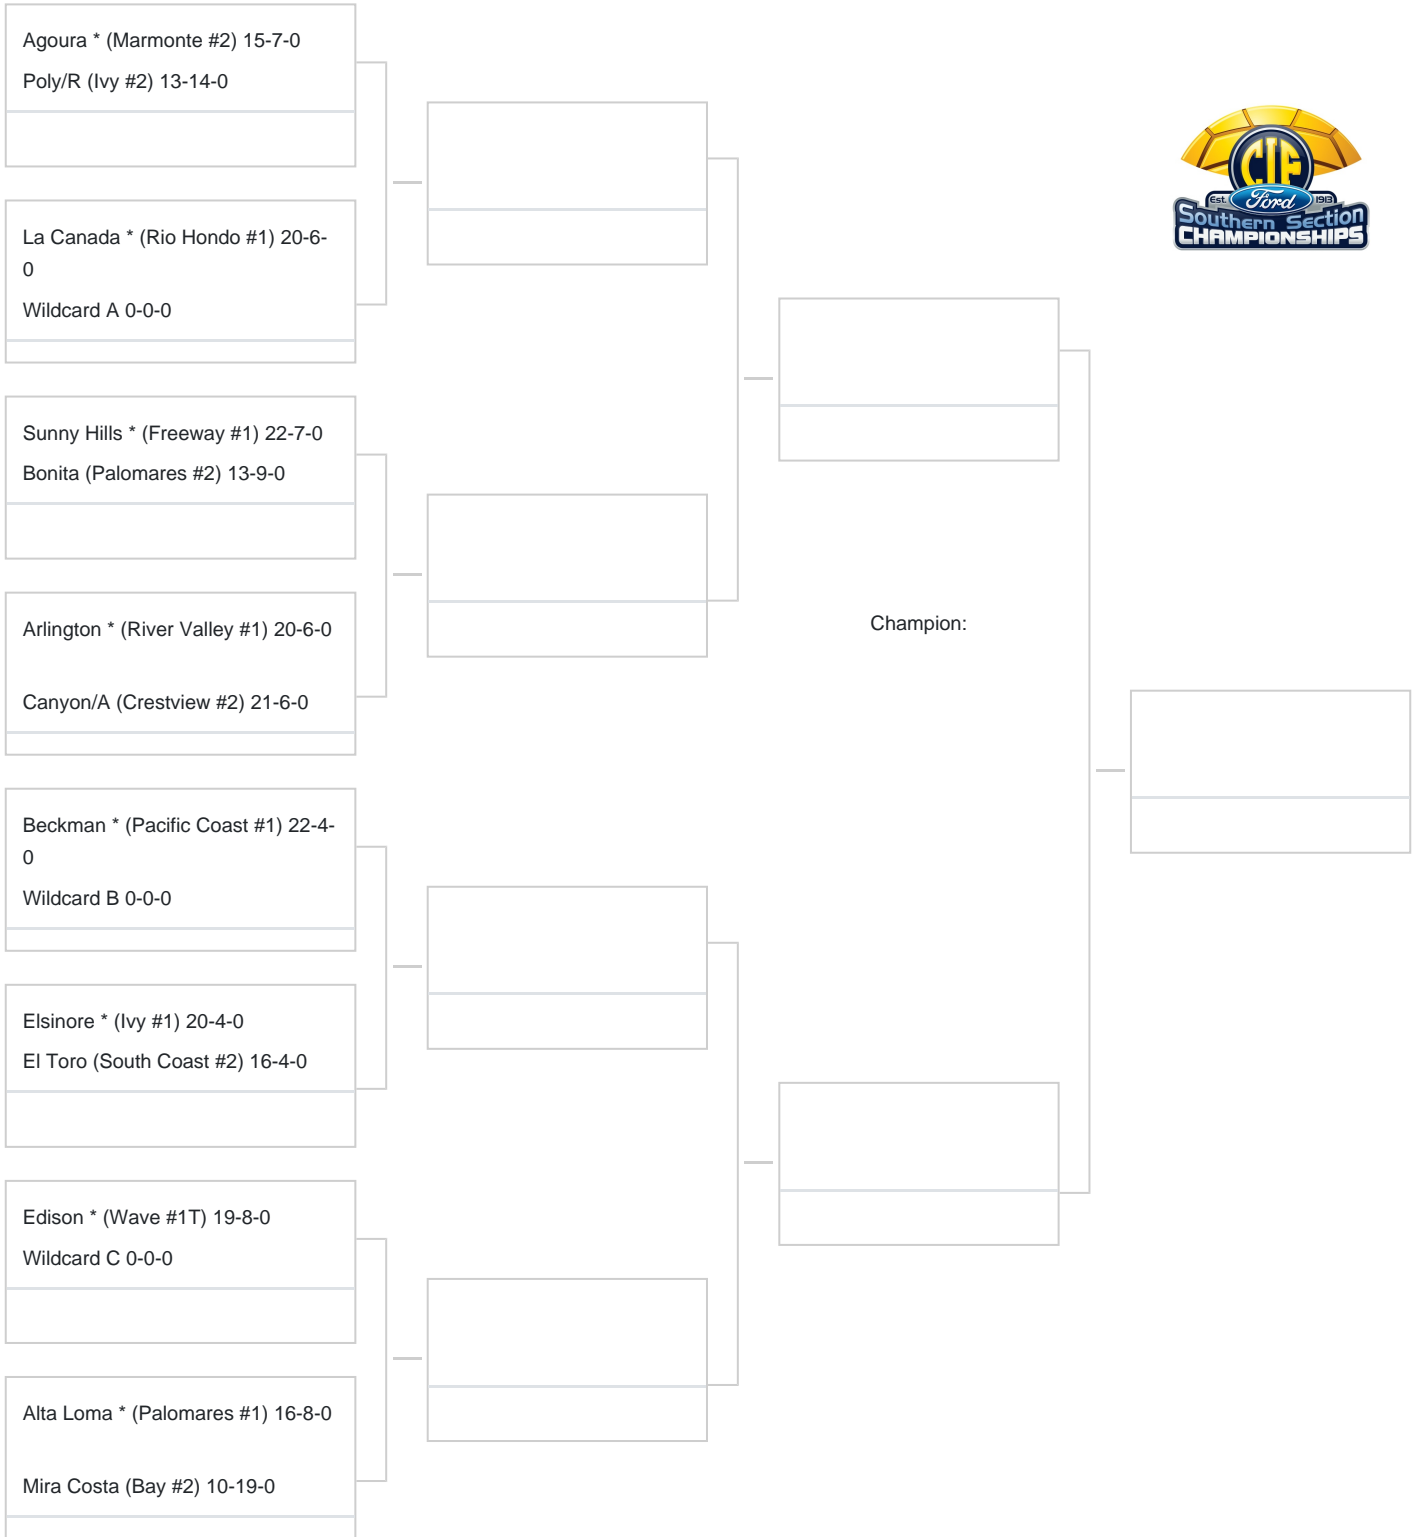 Agoura * (Marmonte #2) 15-7-0
Poly/R (Ivy #2) 13-14-0
La Canada * (Rio Hondo #1) 20-6-
0
Wildcard A 0-0-0
Sunny Hills * (Freeway #1) 22-7-0
Bonita (Palomares #2) 13-9-0
Arlington * (River Valley #1) 20-6-0
Canyon/A (Crestview #2) 21-6-0
Beckman * (Pacific Coast #1) 22-4-
0
Wildcard B 0-0-0
Elsinore * (Ivy #1) 20-4-0
El Toro (South Coast #2) 16-4-0
Edison * (Wave #1T) 19-8-0
Wildcard C 0-0-0
Alta Loma * (Palomares #1) 16-8-0
Mira Costa (Bay #2) 10-19-0
Champion:
CIF
Est. Ford 1913
Southern Section
CHAMPIONSHIPS